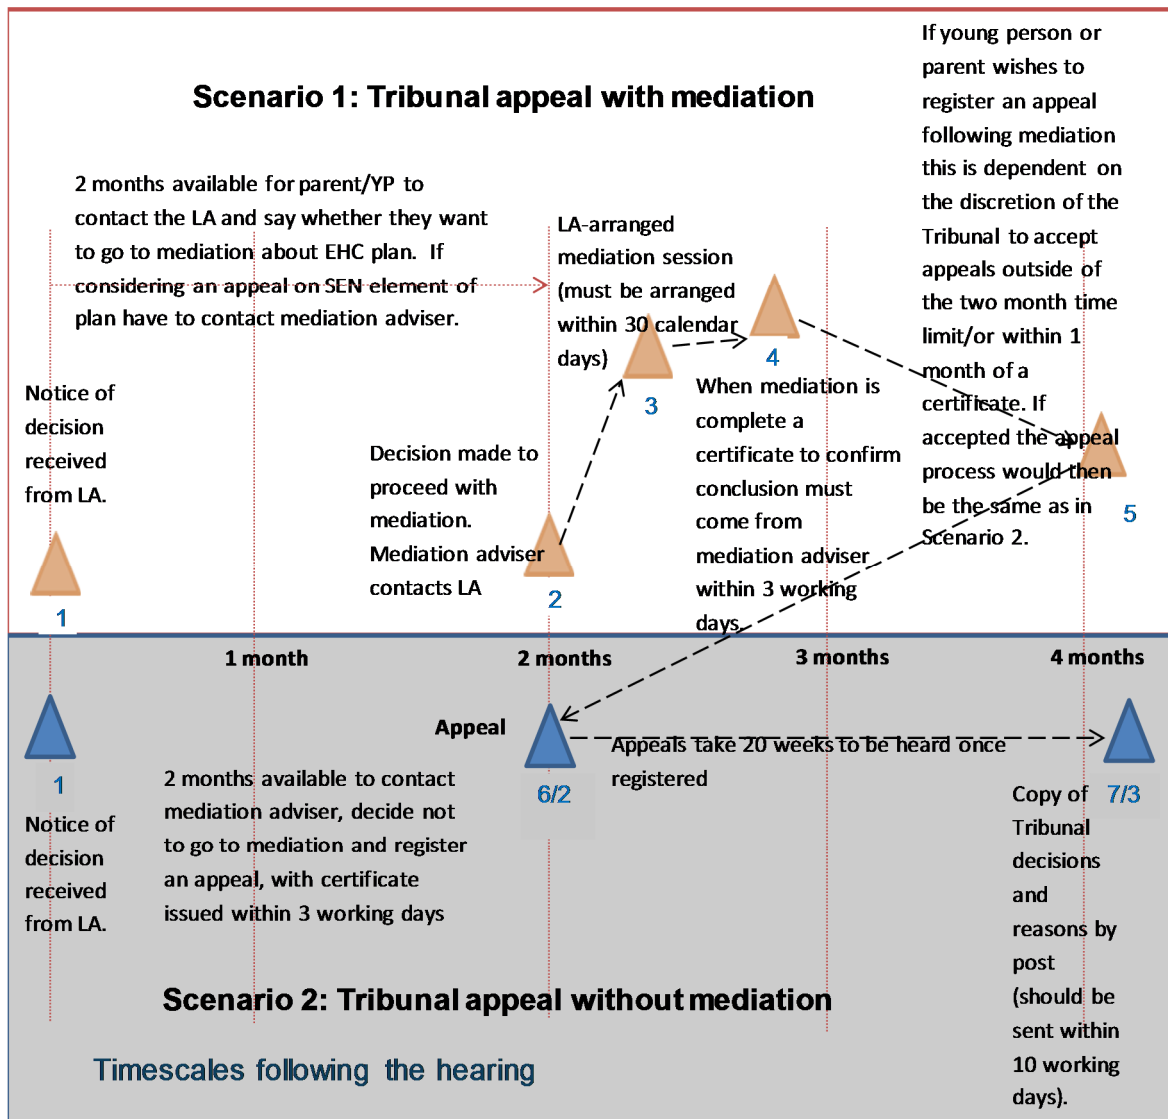 Scenario 1: Tribunal appeal with mediation
2 months available for parent/YP to
contact the LA and say whether they want
to go to mediation about EHC plan.  If
considering an appeal on SEN element of
plan have to contact mediation adviser.
Notice of
decision
received
from LA.
1
Decision made to
proceed with
mediation.
Mediation adviser
contacts LA
2
LA-arranged
mediation session
(must be arranged
within 30 calendar
days)
3
4
When mediation is
complete a
certificate to confirm
conclusion must
come from
mediation adviser
within 3 working
days.
If young person or
parent wishes to
register an appeal
following mediation
this is dependent on
the discretion of the
Tribunal to accept
appeals outside of
the two month time
limit/or within 1
month of a
certificate. If
accepted the appeal
process would then
be the same as in
Scenario 2.
5
1 month
2 months
3 months
4 months
1
Notice of
decision
received
from LA.
2 months available to contact
mediation adviser, decide not
to go to mediation and register
an appeal, with certificate
issued within 3 working days
Appeal
6/2
Appeals take 20 weeks to be heard once
registered
7/3
Copy of
Tribunal
decisions
and
reasons by
post
(should be
sent within
10 working
days).
Scenario 2: Tribunal appeal without mediation
Timescales following the hearing